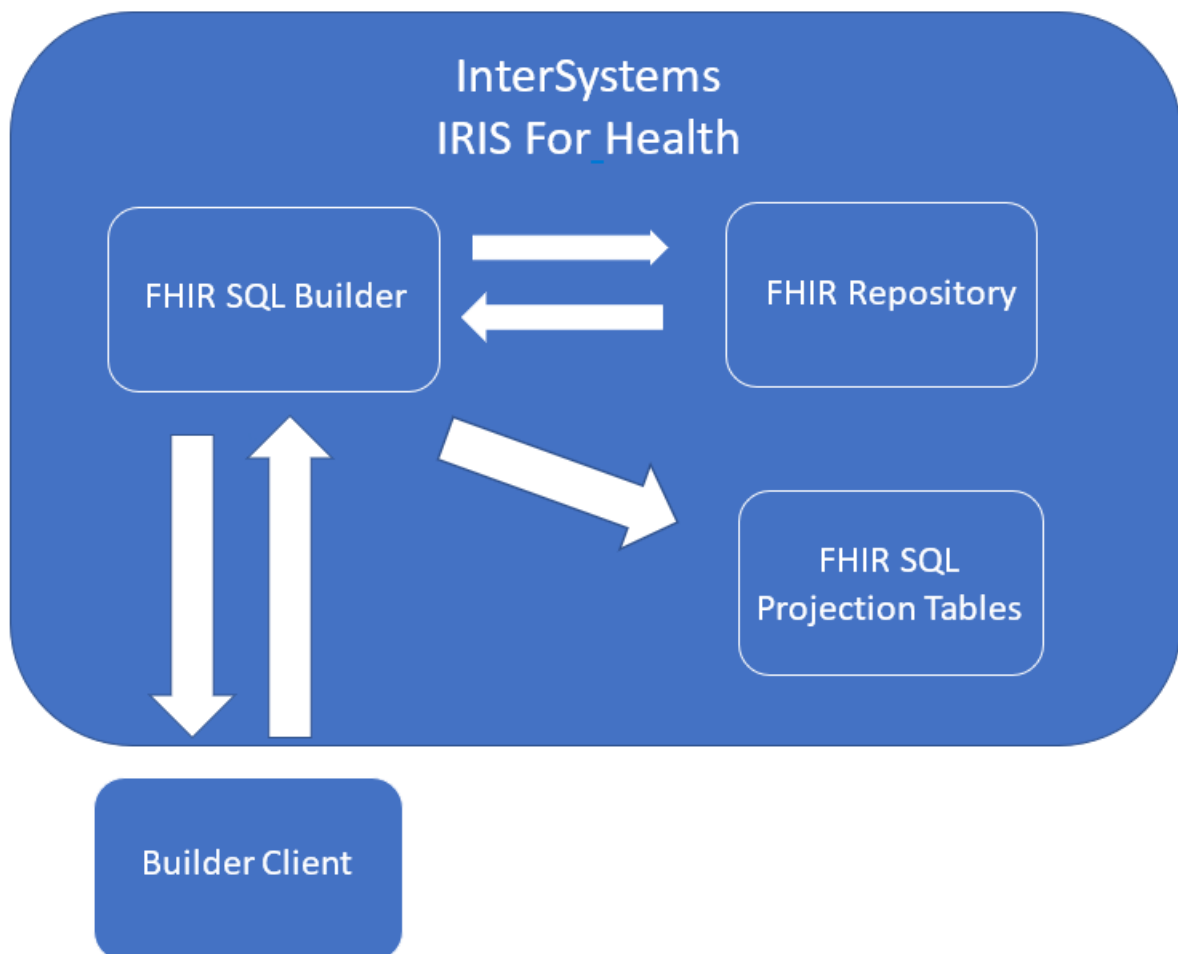 InterSystems
IRIS For Health
FHIR SQL Builder
FHIR Repository
FHIR SQL
Projection Tables
Builder Client